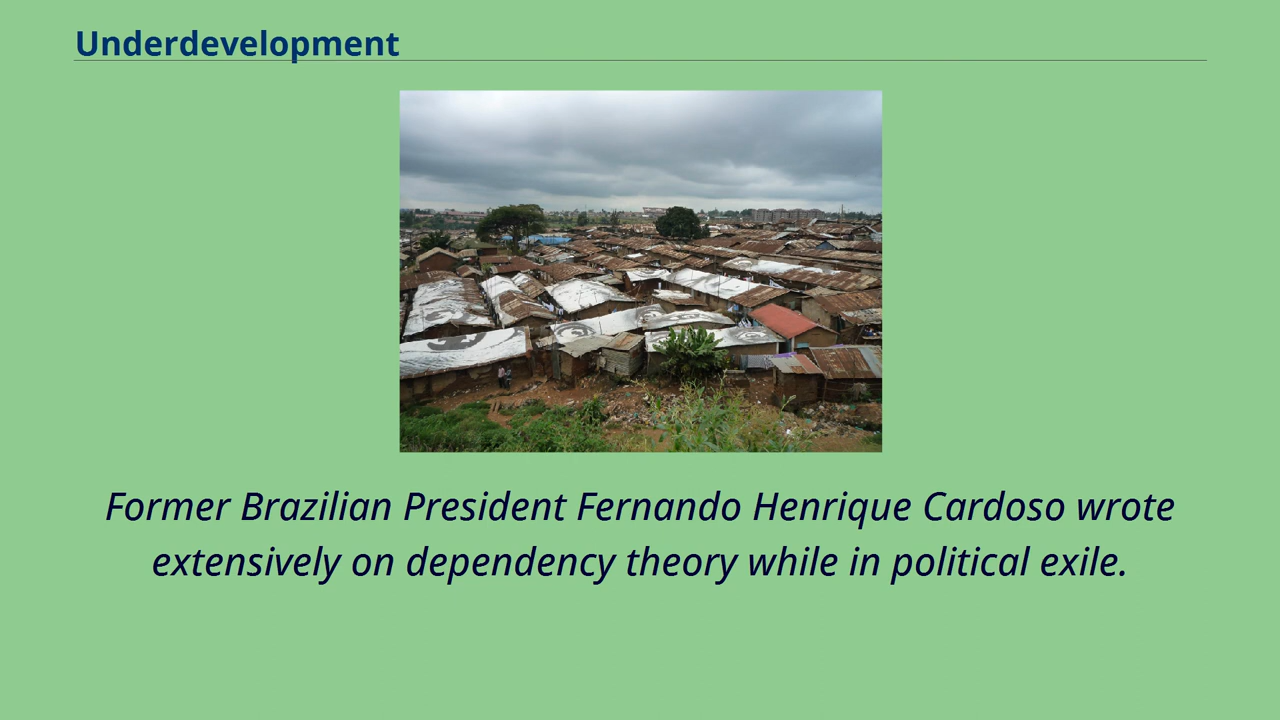 Underdevelopment
Former Brazilian President Fernando Henrique Cardoso wrote
extensively on dependency theory while in political exile.